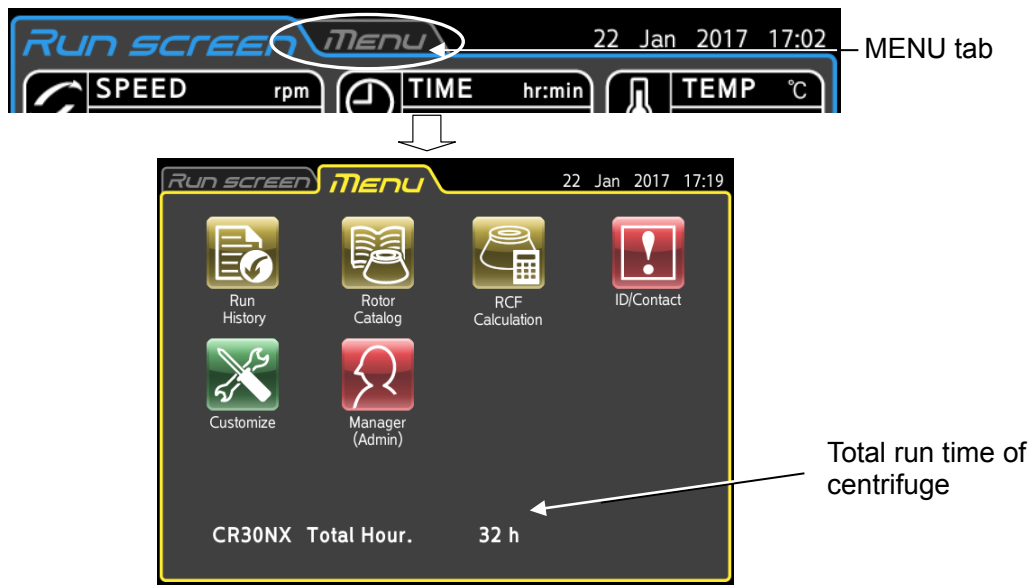 Run screen Menu 22 Jan 2017 17:02
MENU tab
SPEED rpm TIME hr:min TEMP °C
Run screen Menu 22 Jan 2017 17:19
Run
History
Rotor
Catalog
RCF
Calculation
ID/Contact
Customize
Manager
(Admin)
Total run time of
centrifuge
CR30NX Total Hour. 32 h